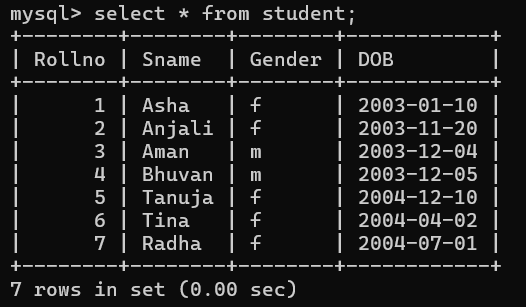 mysql> select * from student;
+--------+--------+--------+------------+
| Rollno | Sname  | Gender | DOB        |
+--------+--------+--------+------------+
|      1 | Asha   | f      | 2003-01-10 |
|      2 | Anjali | f      | 2003-11-20 |
|      3 | Aman   | m      | 2003-12-04 |
|      4 | Bhuvan | m      | 2003-12-05 |
|      5 | Tanuja | f      | 2004-12-10 |
|      6 | Tina   | f      | 2004-04-02 |
|      7 | Radha  | f      | 2004-07-01 |
+--------+--------+--------+------------+
7 rows in set (0.00 sec)